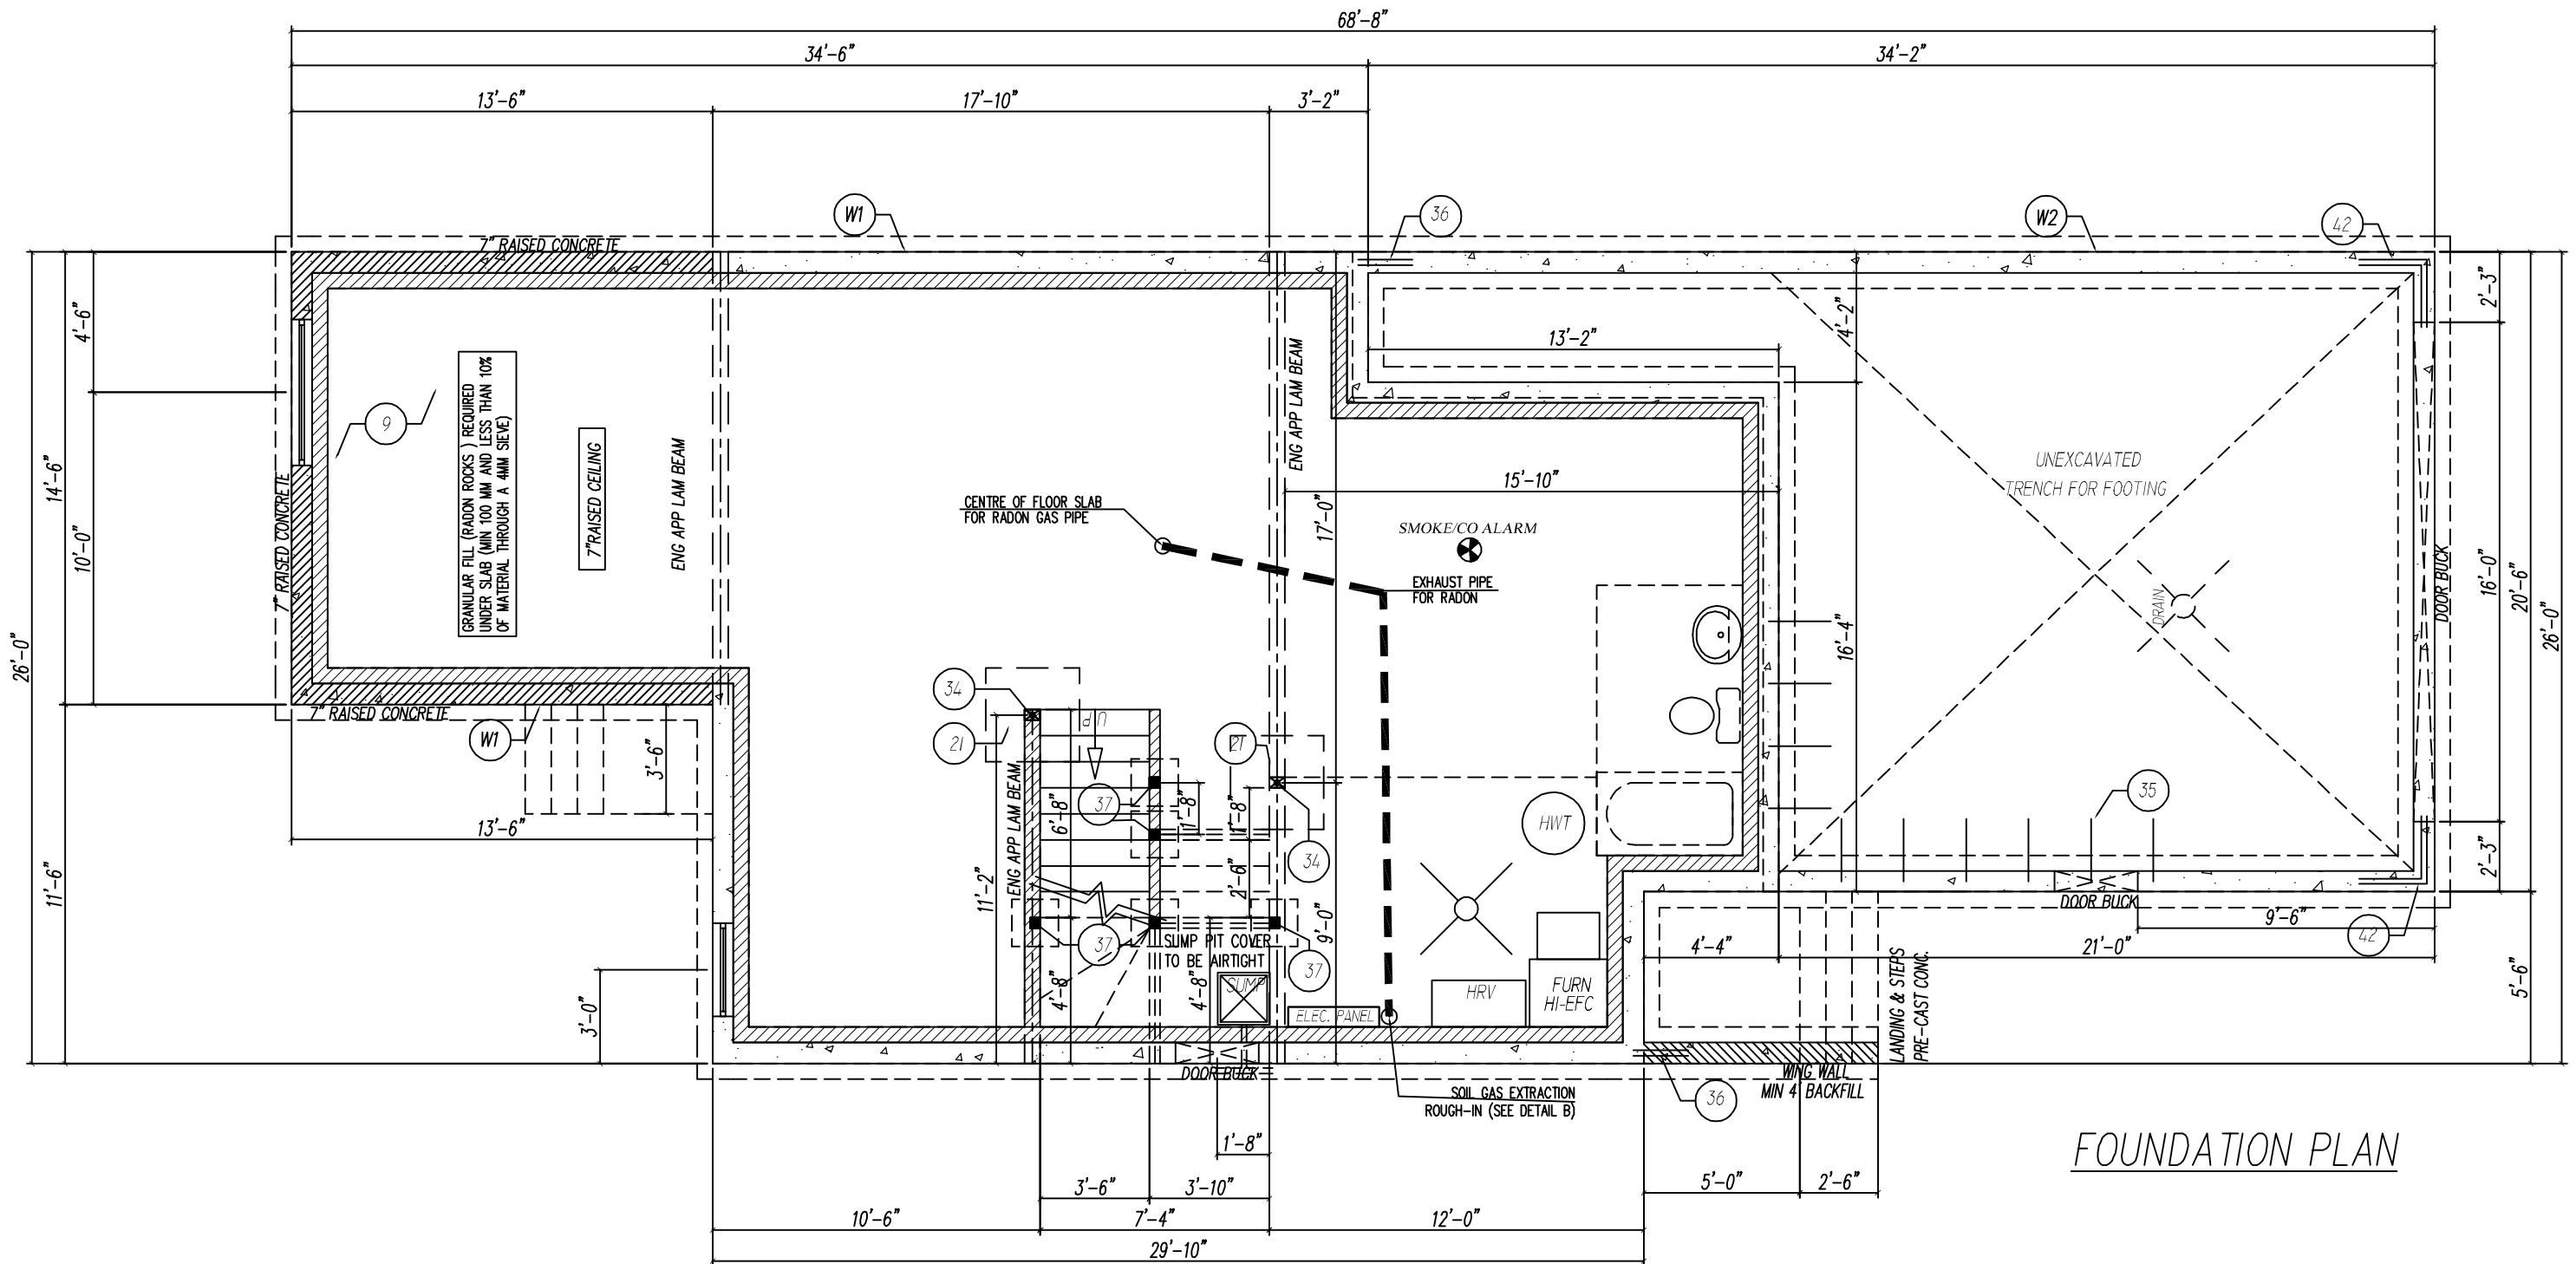 68'-8"
34'-6"
34'-2"
13'-6"
17'-10"
3'-2"
W1
36
W2
42
7" RAISED CONCRETE
4'-6"
14'-6"
10'-0"
26'-0"
11'-6"
7" RAISED CONCRETE
9
GRANULAR FILL (RADON ROCKS ) REQUIRED
UNDER SLAB (MIN 100 MM AND LESS THAN 10%
OF MATERIAL THROUGH A 4MM SIEVE)
7"RAISED CEILING
ENG APP LAM BEAM
ENG APP LAM BEAM
CENTRE OF FLOOR SLAB
FOR RADON GAS PIPE
13'-2"
4'-2"
2'-3"
15'-10"
17'-0"
SMOKE/CO ALARM
EXHAUST PIPE
FOR RADON
UNEXCAVATED
TRENCH FOR FOOTING
DRAIN
DOOR BUCK
16'-0"
20'-6"
26'-0"
16'-4"
7" RAISED CONCRETE
W1
3'-6"
13'-6"
34
21
UP
21
37
6'-8"
1'-8"
1'-8"
ENG APP LAM BEAM
11'-2"
2'-6"
34
HWT
35
2'-3"
DOOR BUCK
9'-6"
42
37
SUMP PIT COVER
TO BE AIRTIGHT
9'-0"
37
4'-8"
4'-8"
SUMP
ELEC. PANEL
HRV
FURN
HI-EFC
4'-4"
21'-0"
5'-6"
LANDING & STEPS
PRE-CAST CONC.
3'-0"
DOOR BUCK
WING WALL
MIN 4' BACKFILL
36
SOIL GAS EXTRACTION
ROUGH-IN (SEE DETAIL B)
1'-8"
3'-6"
3'-10"
5'-0"
2'-6"
10'-6"
7'-4"
12'-0"
29'-10"
FOUNDATION PLAN